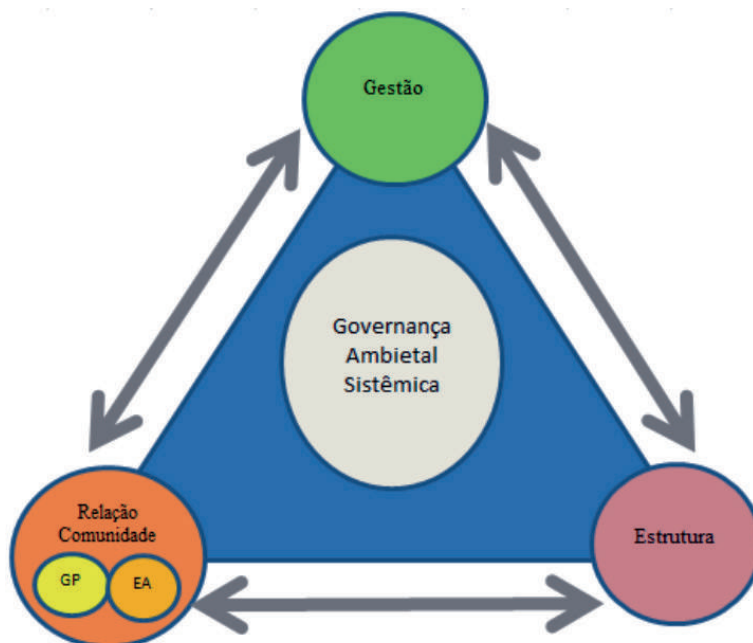 Gestão
Governança
Ambietal
Sistêmica
Relação
Comunidade
GP
EA
Estrutura